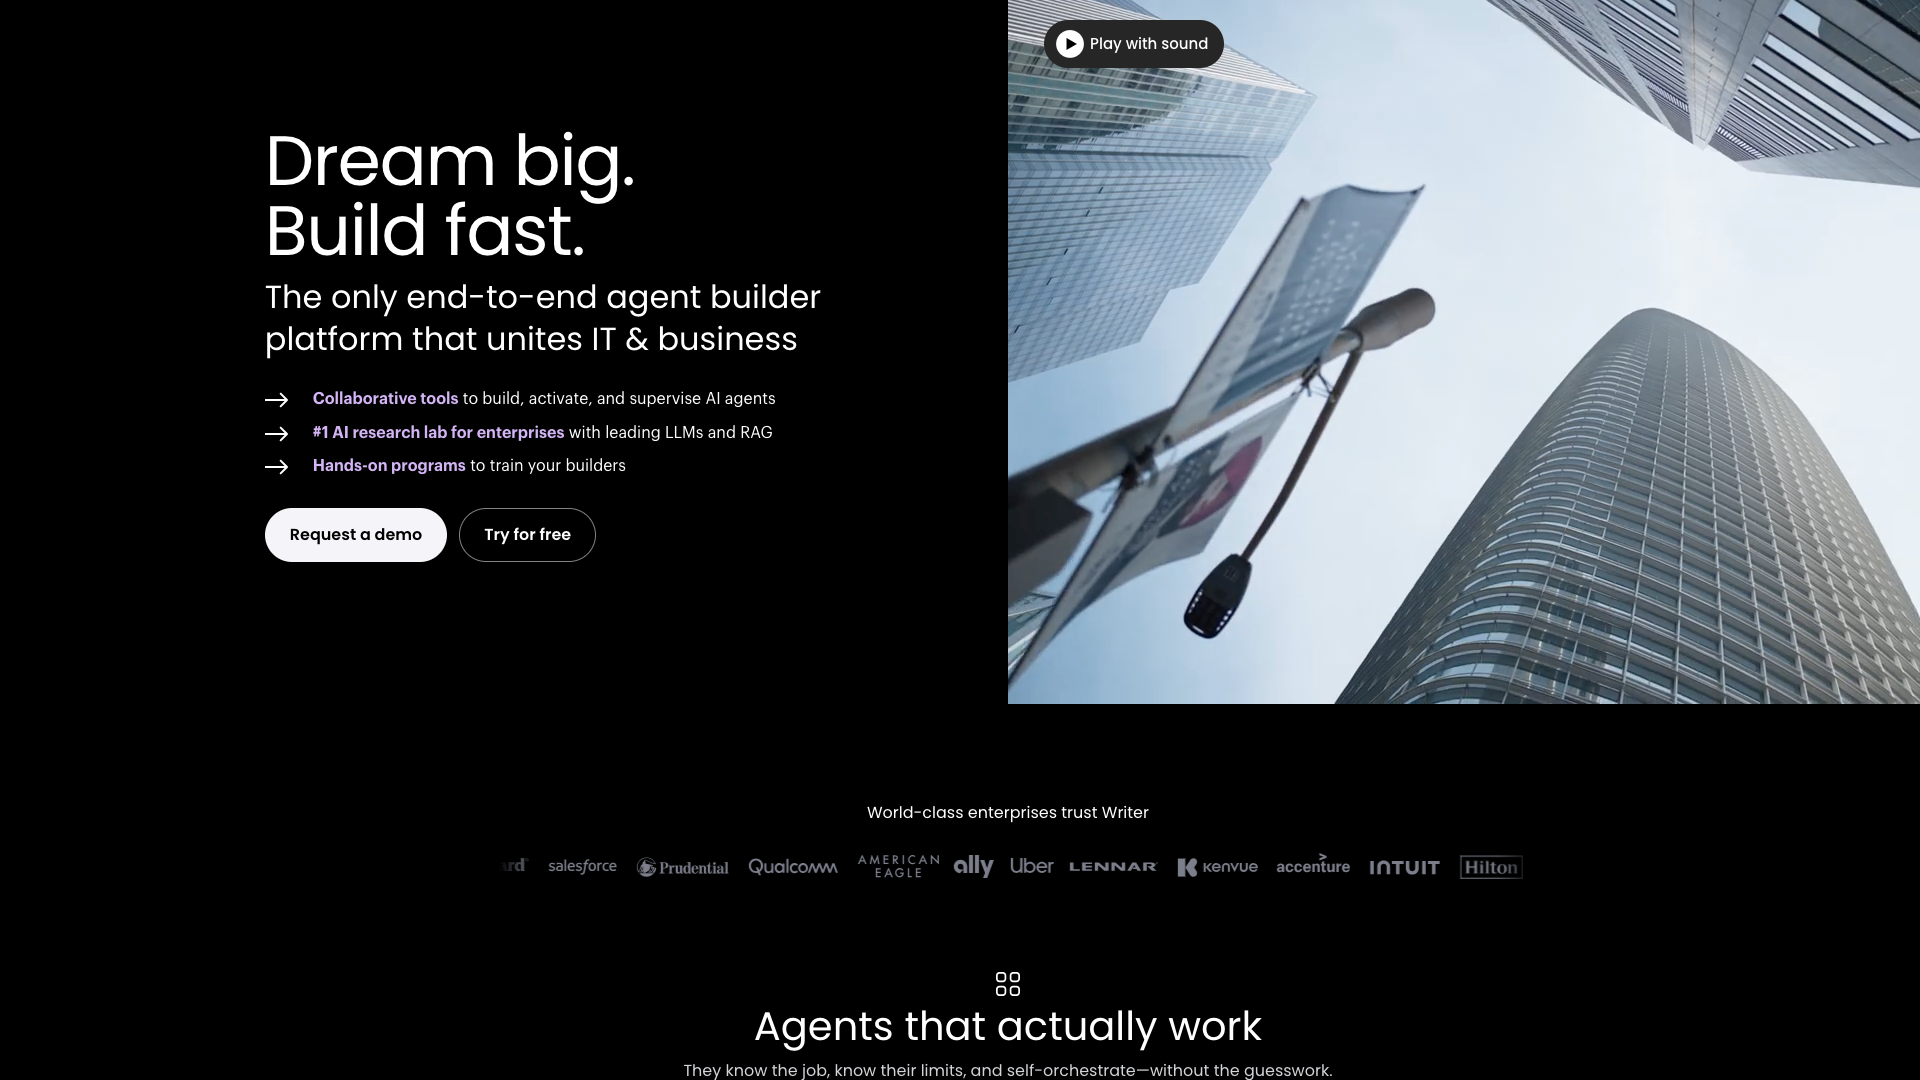 Play with sound
Dream big.
Build fast.
The only end-to-end agent builder
platform that unites IT & business
Collaborative tools to build, activate, and supervise AI agents
#1 AI research lab for enterprises with leading LLMs and RAG
Hands-on programs to train your builders
Request a demo
Try for free
World-class enterprises trust Writer
salesforce
Prudential
Qualcomm
AMERICAN
EAGLE
ally
Uber
LENNAR
kenvue
accenture
INTUIT
Hilton
Agents that actually work
They know the job, know their limits, and self-orchestrate—without the guesswork.